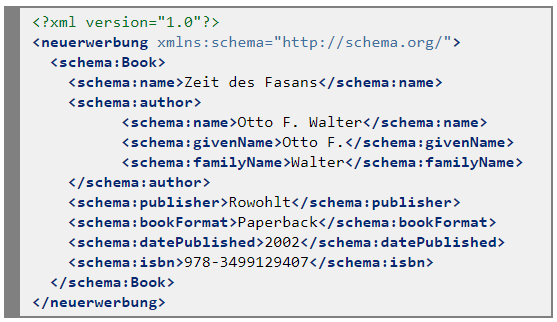 <?xml version="1.0"?>
<neuerwerbung xmlns:schema="http://schema.org/">
  <schema:Book>
    <schema:name>Zeit des Fasans</schema:name>
    <schema:author>
          <schema:name>Otto F. Walter</schema:name>
          <schema:givenName>Otto F.</schema:givenName>
          <schema:familyName>Walter</schema:familyName>
    </schema:author>
    <schema:publisher>Rowohlt</schema:publisher>
    <schema:bookFormat>Paperback</schema:bookFormat>
    <schema:datePublished>2002</schema:datePublished>
    <schema:isbn>978-3499129407</schema:isbn>
  </schema:Book>
</neuerwerbung>